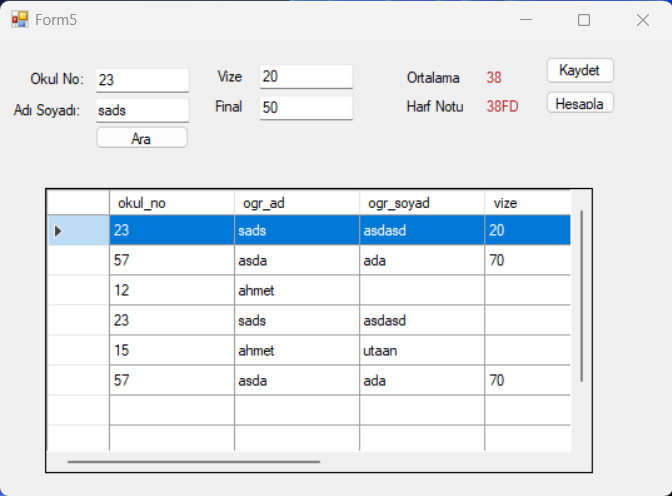 Form5
Okul No: 23 Vize 20 Ortalama 38 Kaydet
Adı Soyadı: sads Final 50 Harf Notu 38FD Hesapla
Ara
okul_no ogr_ad ogr_soyad vize
23 sads asdasd 20
57 asda ada 70
12 ahmet
23 sads asdasd
15 ahmet utaan
57 asda ada 70